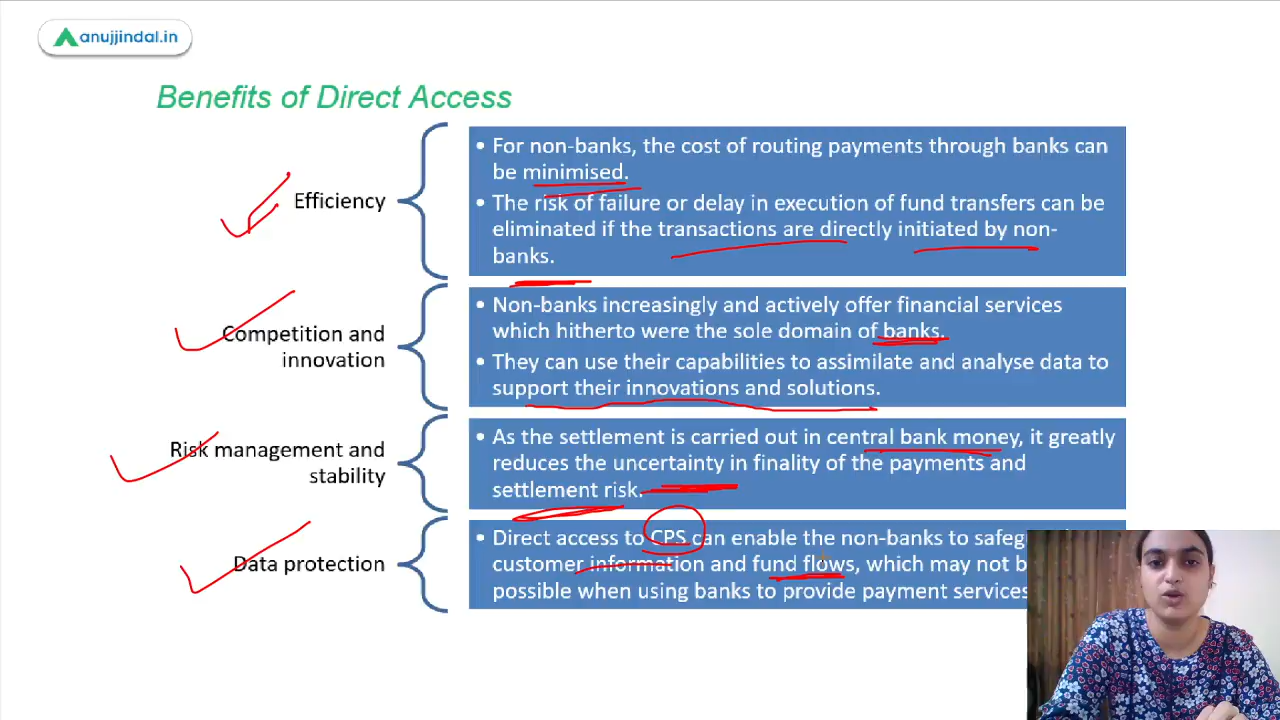 anujjindal.in
Benefits of Direct Access
Efficiency
• For non-banks, the cost of routing payments through banks can
be minimised.
• The risk of failure or delay in execution of fund transfers can be
eliminated if the transactions are directly initiated by non-
banks.
Competition and
innovation
• Non-banks increasingly and actively offer financial services
which hitherto were the sole domain of banks.
• They can use their capabilities to assimilate and analyse data to
support their innovations and solutions.
Risk management and
stability
• As the settlement is carried out in central bank money, it greatly
reduces the uncertainty in finality of the payments and
settlement risk.
Data protection
• Direct access to CPS can enable the non-banks to
customer information and fund flows, which may not
possible when using banks to provide payment services